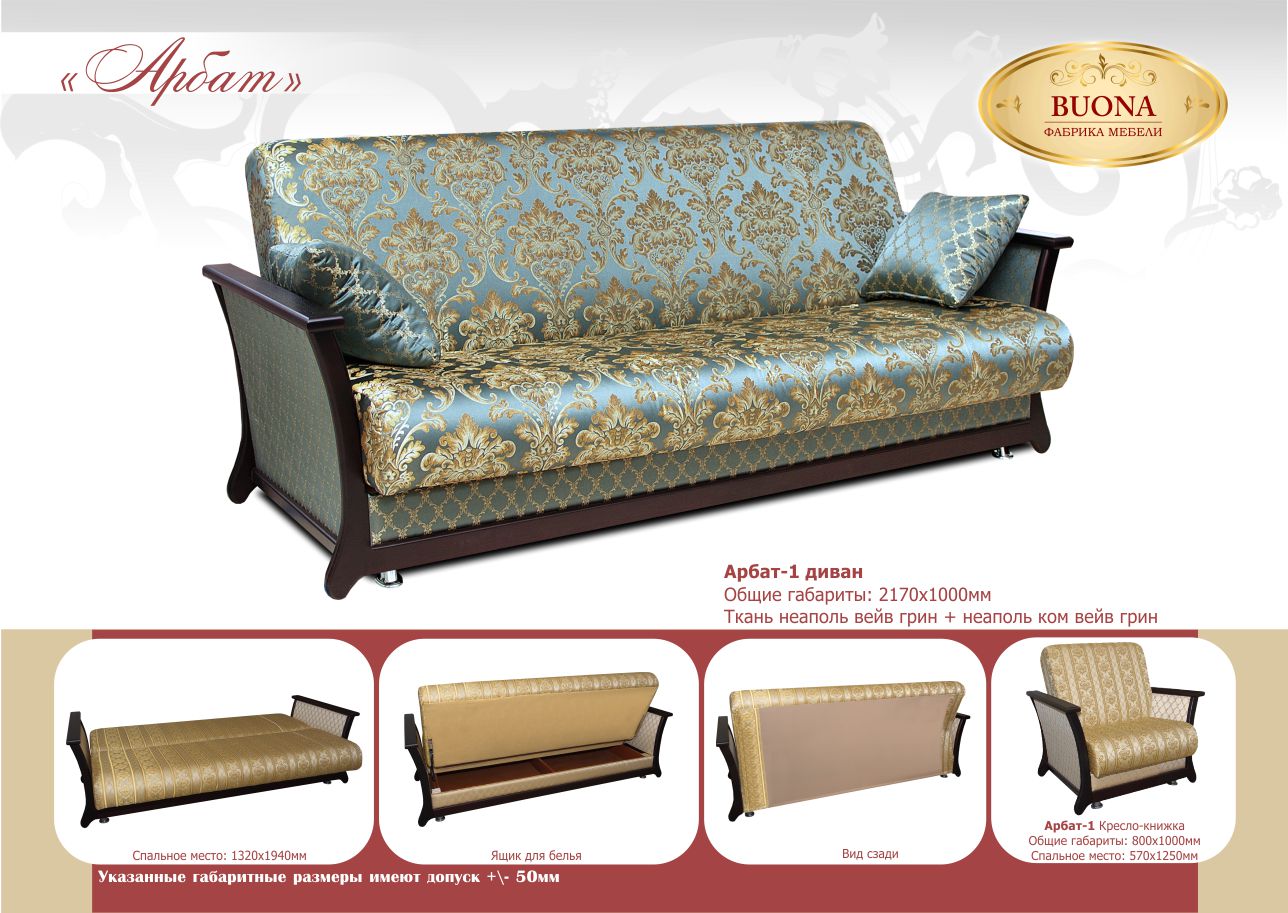 «Арбат»
BUONA
ФАБРИКА МЕБЕЛИ
Арбат-1 диван
Общие габариты: 2170х1000мм
Ткань неаполь вейв грин + неаполь ком вейв грин
Спальное место: 1320х1940мм
Ящик для белья
Вид сзади
Арбат-1 Кресло-книжка
Общие габариты: 800х1000мм
Спальное место: 570х1250мм
Указанные габаритные размеры имеют допуск +\- 50мм